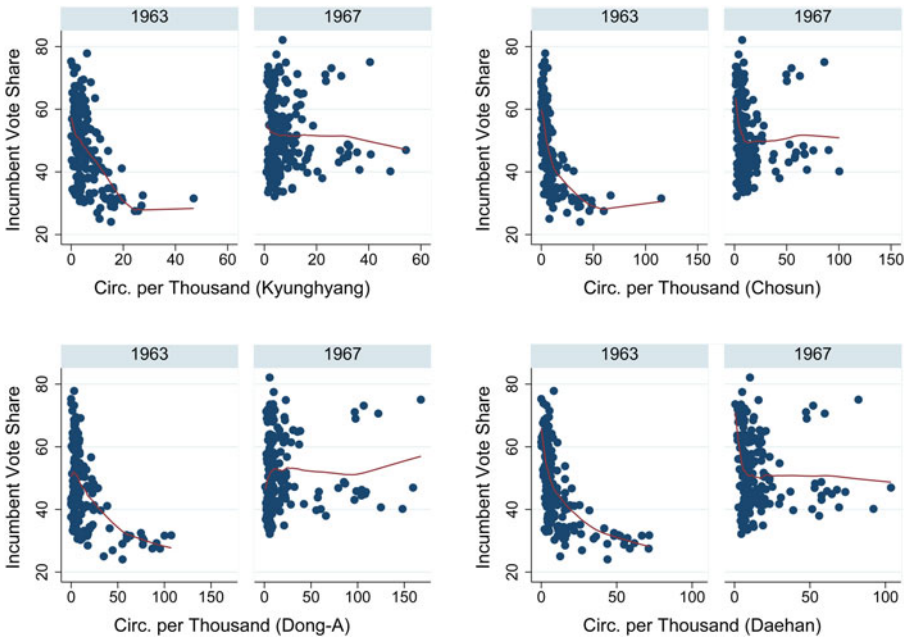 1963 1967
Incumbent Vote Share
80
60
40
20
0 20 40 60 0 20 40 60
Circ. per Thousand (Kyunghyang)
1963 1967
Incumbent Vote Share
80
60
40
20
0 50 100 150 0 50 100 150
Circ. per Thousand (Chosun)
1963 1967
Incumbent Vote Share
80
60
40
20
0 50 100 150 0 50 100 150
Circ. per Thousand (Dong-A)
1963 1967
Incumbent Vote Share
80
60
40
20
0 50 100 0 50 100
Circ. per Thousand (Daehan)